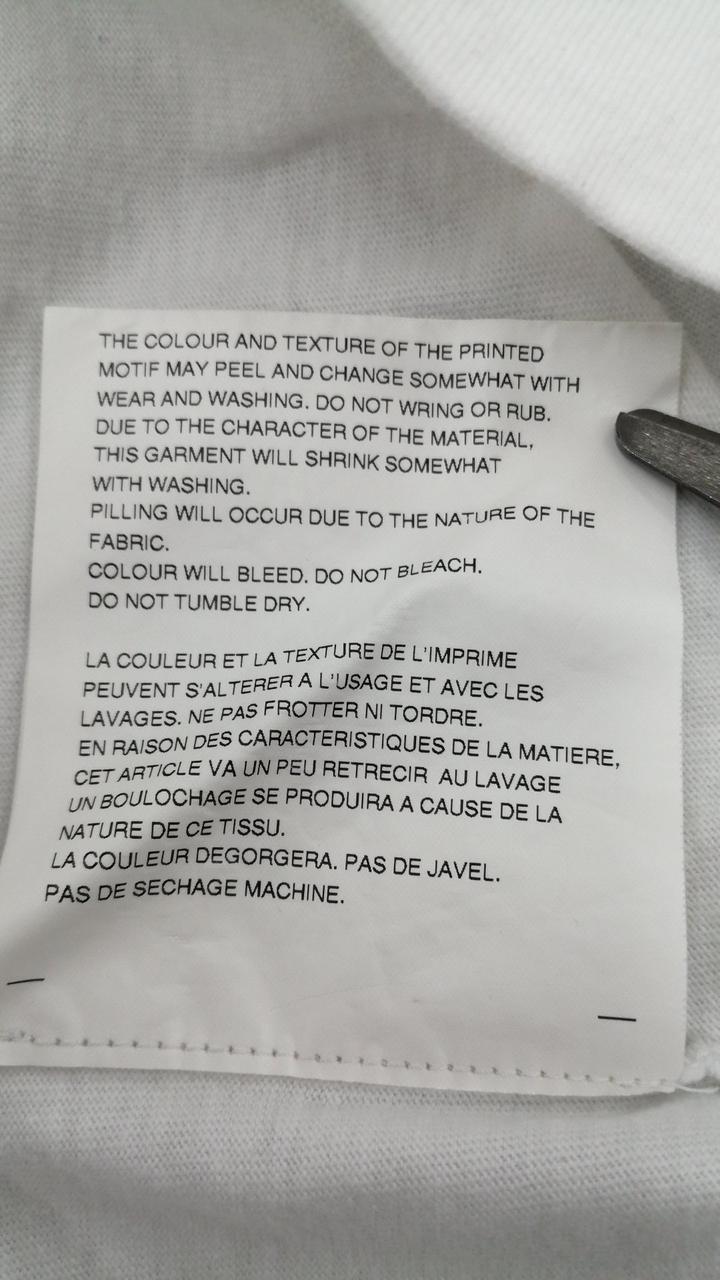 THE COLOUR AND TEXTURE OF THE PRINTED
MOTIF MAY PEEL AND CHANGE SOMEWHAT WITH
WEAR AND WASHING. DO NOT WRING OR RUB.
DUE TO THE CHARACTER OF THE MATERIAL,
THIS GARMENT WILL SHRINK SOMEWHAT
WITH WASHING.
PILLING WILL OCCUR DUE TO THE NATURE OF THE
FABRIC.
COLOUR WILL BLEED. DO NOT BLEACH.
DO NOT TUMBLE DRY.
LA COULEUR ET LA TEXTURE DE L'IMPRIME
PEUVENT S'ALTERER A L'USAGE ET AVEC LES
LAVAGES. NE PAS FROTTER NI TORDRE.
EN RAISON DES CARACTERISTIQUES DE LA MATIERE,
CET ARTICLE VA UN PEU RETRECIR AU LAVAGE
UN BOULOCHAGE SE PRODUIRA A CAUSE DE LA
NATURE DE CE TISSU.
LA COULEUR DEGORGERA. PAS DE JAVEL.
PAS DE SECHAGE MACHINE.